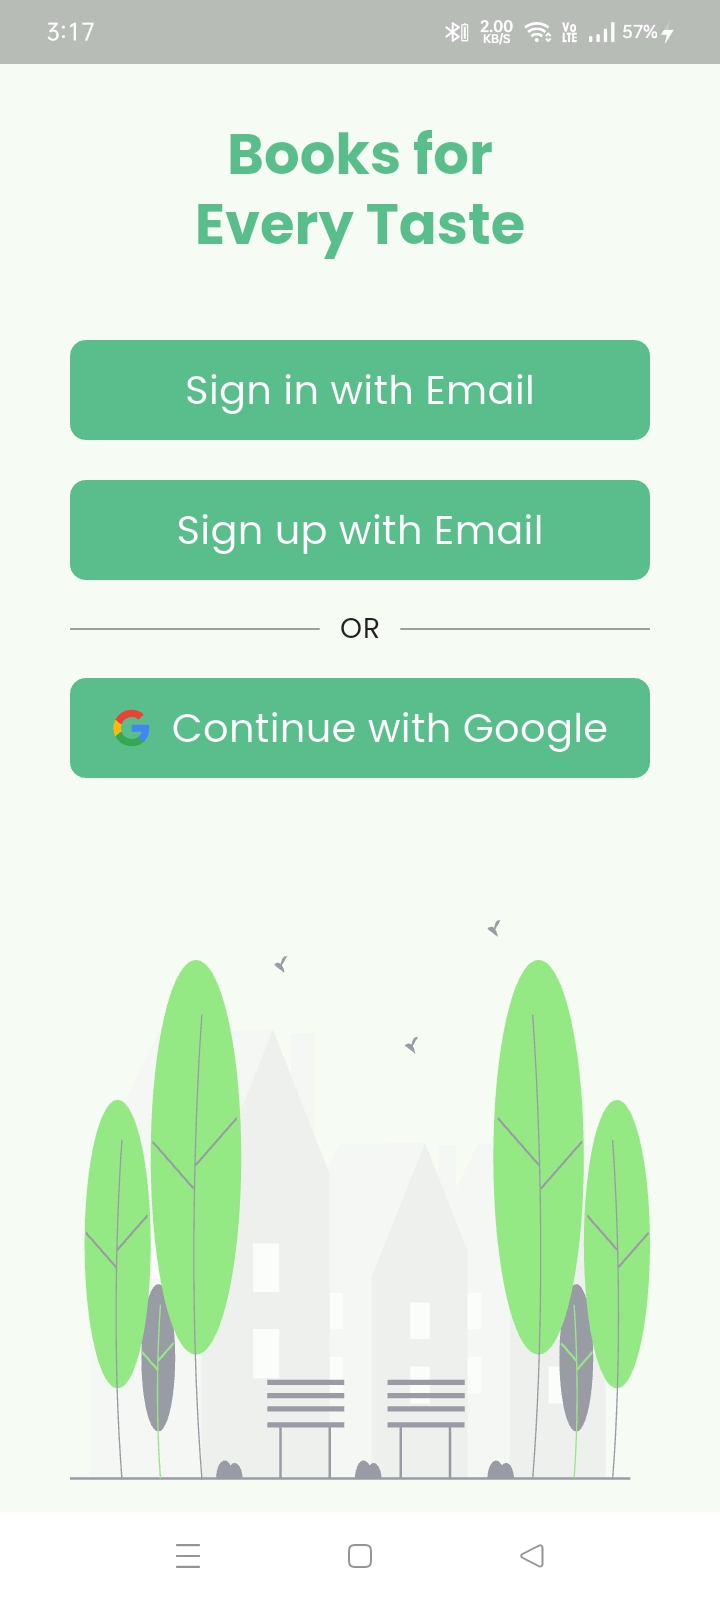 3:17
2.00 KB/S
Vo LTE
57%
Books for
Every Taste
Sign in with Email
Sign up with Email
OR
Continue with Google